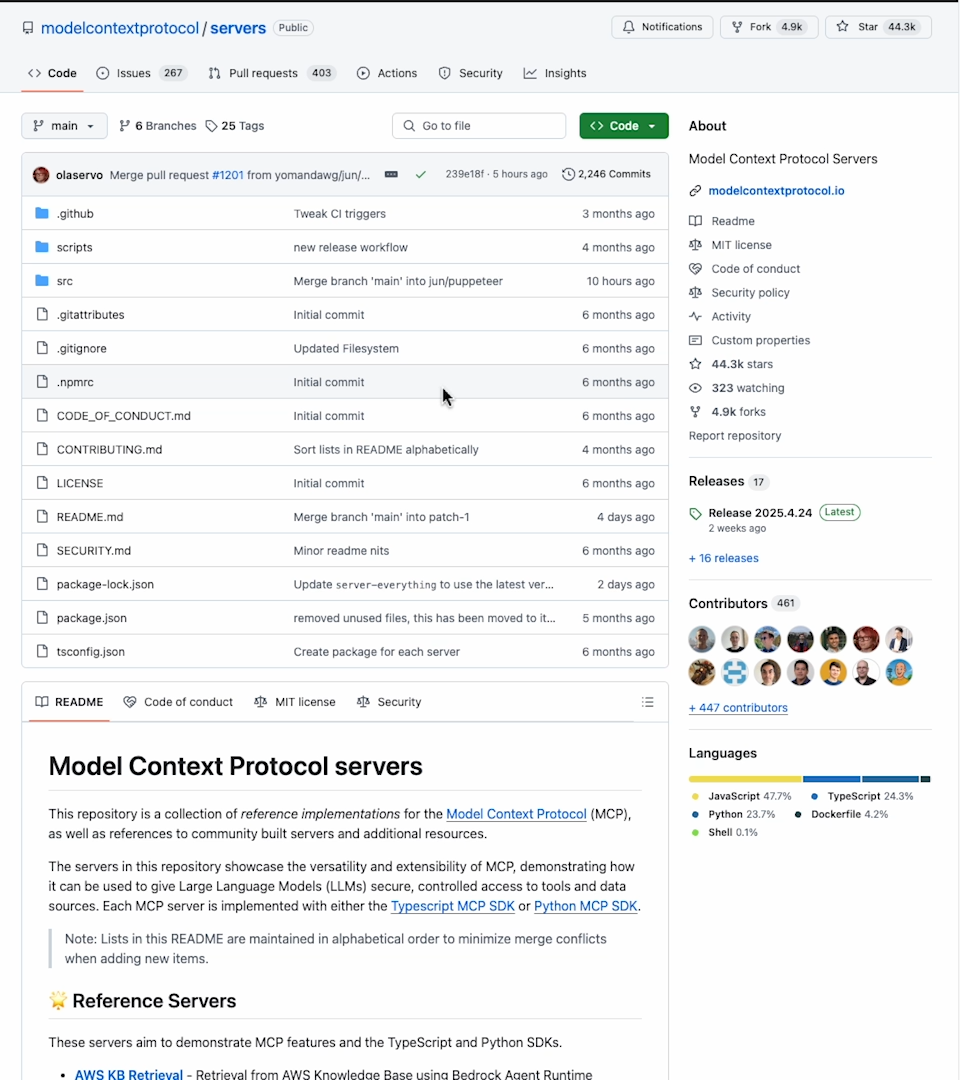 modelcontextprotocol / servers Public
Notifications Fork 4.9k Star 44.3k
Code Issues 267 Pull requests 403 Actions Security Insights
main 6 Branches 25 Tags Go to file Code
olaservo Merge pull request #1201 from yomandawg/jun/... 239e18f · 5 hours ago 2,246 Commits
.github Tweak CI triggers 3 months ago
scripts new release workflow 4 months ago
src Merge branch 'main' into jun/puppeteer 10 hours ago
.gitattributes Initial commit 6 months ago
.gitignore Updated Filesystem 6 months ago
.npmrc Initial commit 6 months ago
CODE_OF_CONDUCT.md Initial commit 6 months ago
CONTRIBUTING.md Sort lists in README alphabetically 4 months ago
LICENSE Initial commit 6 months ago
README.md Merge branch 'main' into patch-1 4 days ago
SECURITY.md Minor readme nits 6 months ago
package-lock.json Update server-everything to use the latest ver... 2 days ago
package.json removed unused files, this has been moved to it... 5 months ago
tsconfig.json Create package for each server 6 months ago
README Code of conduct MIT license Security
Model Context Protocol servers
This repository is a collection of reference implementations for the Model Context Protocol (MCP),
as well as references to community built servers and additional resources.
The servers in this repository showcase the versatility and extensibility of MCP, demonstrating how
it can be used to give Large Language Models (LLMs) secure, controlled access to tools and data
sources. Each MCP server is implemented with either the Typescript MCP SDK or Python MCP SDK.
Note: Lists in this README are maintained in alphabetical order to minimize merge conflicts
when adding new items.
🌟 Reference Servers
These servers aim to demonstrate MCP features and the TypeScript and Python SDKs.
• AWS KB Retrieval - Retrieval from AWS Knowledge Base using Bedrock Agent Runtime
About
Model Context Protocol Servers
modelcontextprotocol.io
Readme
MIT license
Code of conduct
Security policy
Activity
Custom properties
44.3k stars
323 watching
4.9k forks
Report repository
Releases 17
Release 2025.4.24 Latest
2 weeks ago
+ 16 releases
Contributors 461
+ 447 contributors
Languages
JavaScript 47.7% TypeScript 24.3%
Python 23.7% Dockerfile 4.2%
Shell 0.1%